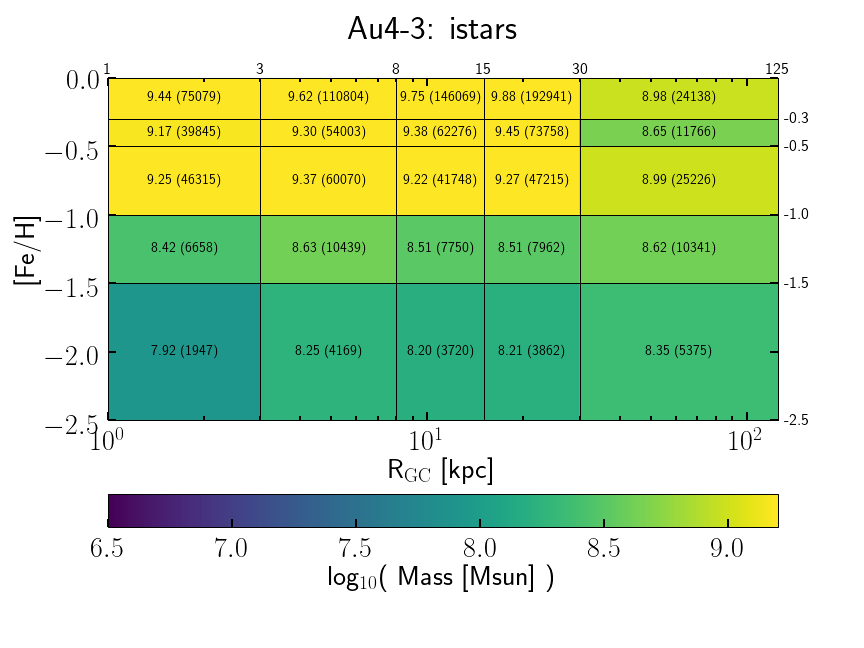 Au4-3: istars
1 3 8 15 30 125
0.0 9.44 (75079) 9.62 (110804) 9.75 (146069) 9.88 (192941) 8.98 (24138)
-0.3
9.17 (39845) 9.30 (54003) 9.38 (62276) 9.45 (73758) 8.65 (11766)
−0.5 -0.5
9.25 (46315) 9.37 (60070) 9.22 (41748) 9.27 (47215) 8.99 (25226)
−1.0 -1.0
[Fe/H]
8.42 (6658) 8.63 (10439) 8.51 (7750) 8.51 (7962) 8.62 (10341)
−1.5 -1.5
−2.0 7.92 (1947) 8.25 (4169) 8.20 (3720) 8.21 (3862) 8.35 (5375)
−2.5 -2.5
10⁰ 10¹ 10²
R_GC [kpc]
6.5 7.0 7.5 8.0 8.5 9.0
log₁₀( Mass [Msun] )